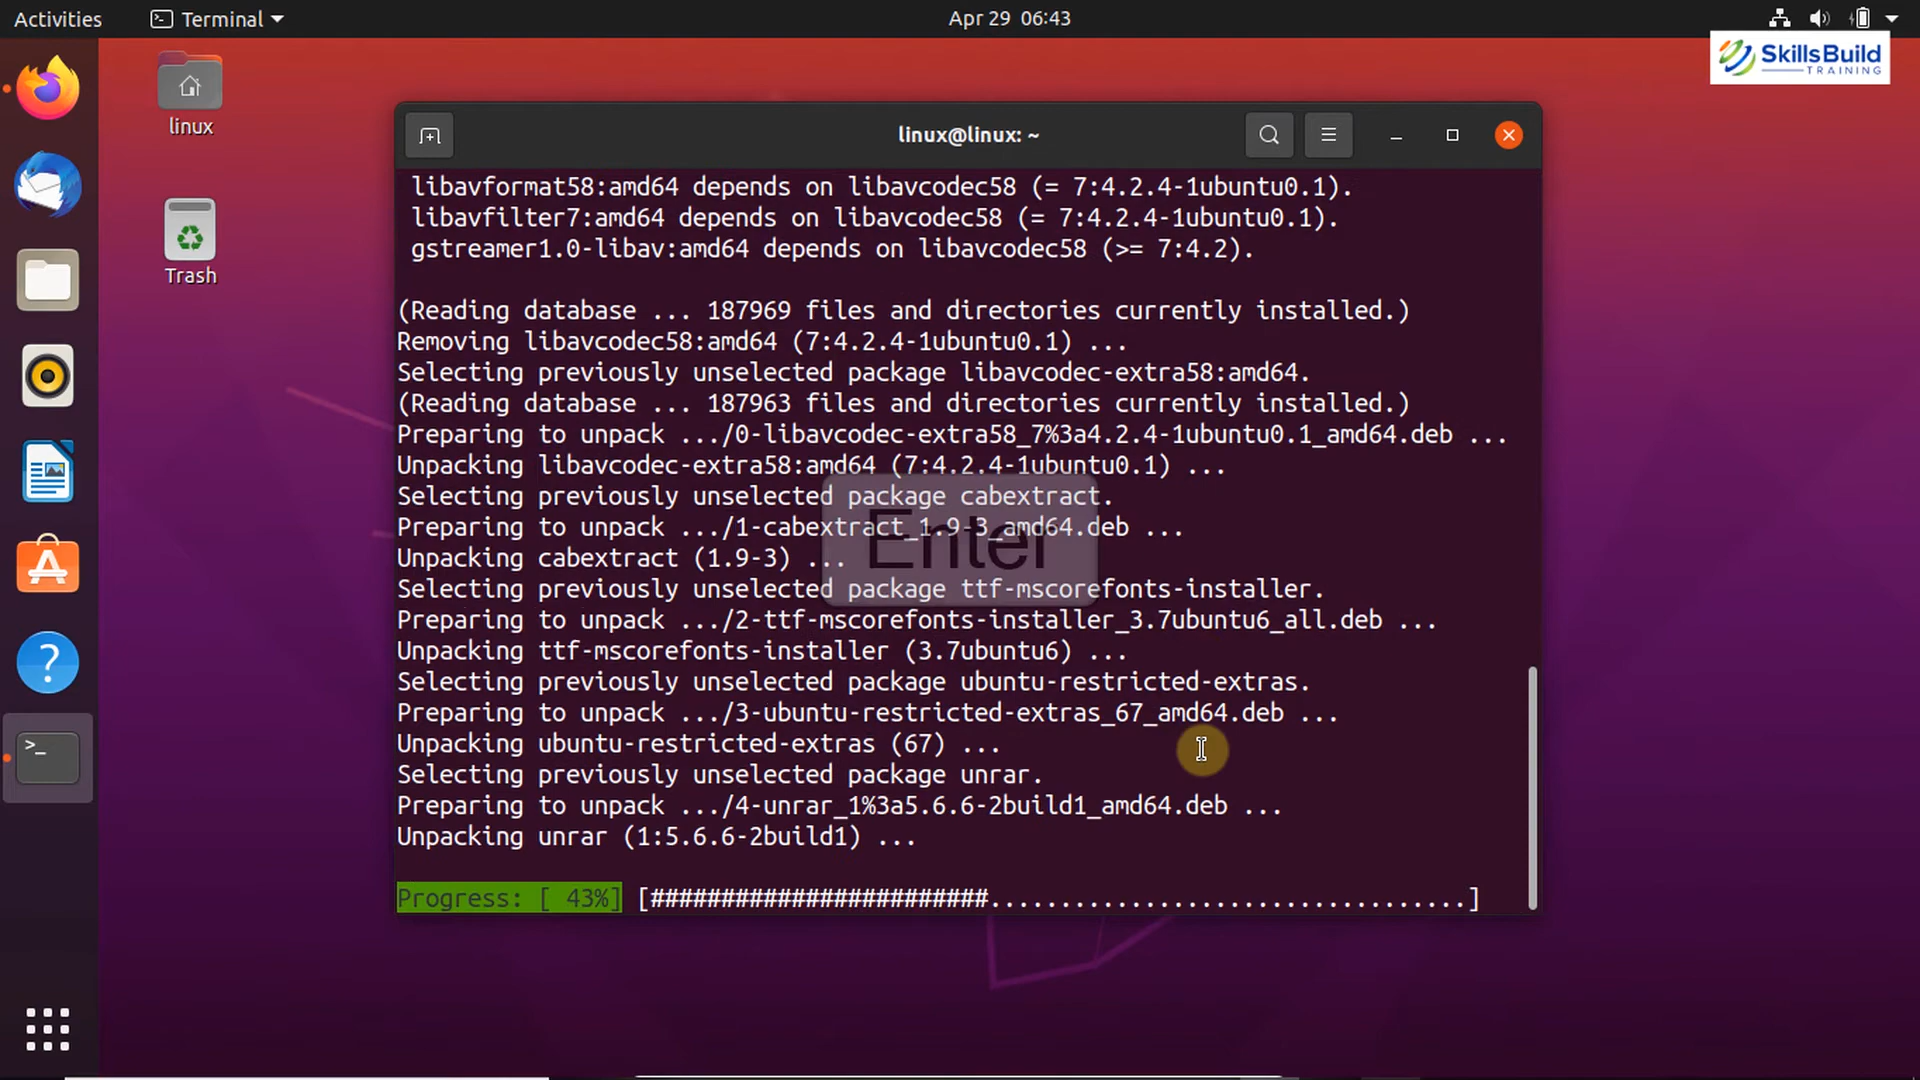 Activities
Terminal
Apr 29 06:43
SkillsBuild
TRAINING
linux
Trash
linux@linux: ~
libavformat58:amd64 depends on libavcodec58 (= 7:4.2.4-1ubuntu0.1).
libavfilter7:amd64 depends on libavcodec58 (= 7:4.2.4-1ubuntu0.1).
gstreamer1.0-libav:amd64 depends on libavcodec58 (>= 7:4.2).
(Reading database ... 187969 files and directories currently installed.)
Removing libavcodec58:amd64 (7:4.2.4-1ubuntu0.1) ...
Selecting previously unselected package libavcodec-extra58:amd64.
(Reading database ... 187963 files and directories currently installed.)
Preparing to unpack .../0-libavcodec-extra58_7%3a4.2.4-1ubuntu0.1_amd64.deb ...
Unpacking libavcodec-extra58:amd64 (7:4.2.4-1ubuntu0.1) ...
Selecting previously unselected package cabextract.
Preparing to unpack .../1-cabextract_1.9-3_amd64.deb ...
Unpacking cabextract (1.9-3) ...
Selecting previously unselected package ttf-mscorefonts-installer.
Preparing to unpack .../2-ttf-mscorefonts-installer_3.7ubuntu6_all.deb ...
Unpacking ttf-mscorefonts-installer (3.7ubuntu6) ...
Selecting previously unselected package ubuntu-restricted-extras.
Preparing to unpack .../3-ubuntu-restricted-extras_67_amd64.deb ...
Unpacking ubuntu-restricted-extras (67) ...
Selecting previously unselected package unrar.
Preparing to unpack .../4-unrar_1%3a5.6.6-2build1_amd64.deb ...
Unpacking unrar (1:5.6.6-2build1) ...
Progress: [ 43%] [########################..................................]
Enter